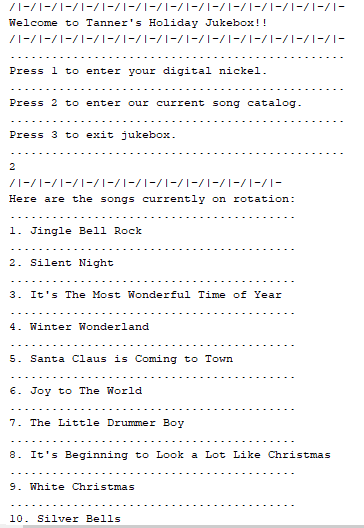 /|-/|-/|-/|-/|-/|-/|-/|-/|-/|-/|-/|-/|-/|-/|-/|-
Welcome to Tanner's Holiday Jukebox!!
/|-/|-/|-/|-/|-/|-/|-/|-/|-/|-/|-/|-/|-/|-/|-/|-
------------------------------------------------
Press 1 to enter your digital nickel.
------------------------------------------------
Press 2 to enter our current song catalog.
------------------------------------------------
Press 3 to exit jukebox.
------------------------------------------------
2
/|-/|-/|-/|-/|-/|-/|-/|-/|-/|-/|-/|-/|-
Here are the songs currently on rotation:
-----------------------------------------
1. Jingle Bell Rock
-----------------------------------------
2. Silent Night
-----------------------------------------
3. It's The Most Wonderful Time of Year
-----------------------------------------
4. Winter Wonderland
-----------------------------------------
5. Santa Claus is Coming to Town
-----------------------------------------
6. Joy to The World
-----------------------------------------
7. The Little Drummer Boy
-----------------------------------------
8. It's Beginning to Look a Lot Like Christmas
-----------------------------------------
9. White Christmas
-----------------------------------------
10. Silver Bells